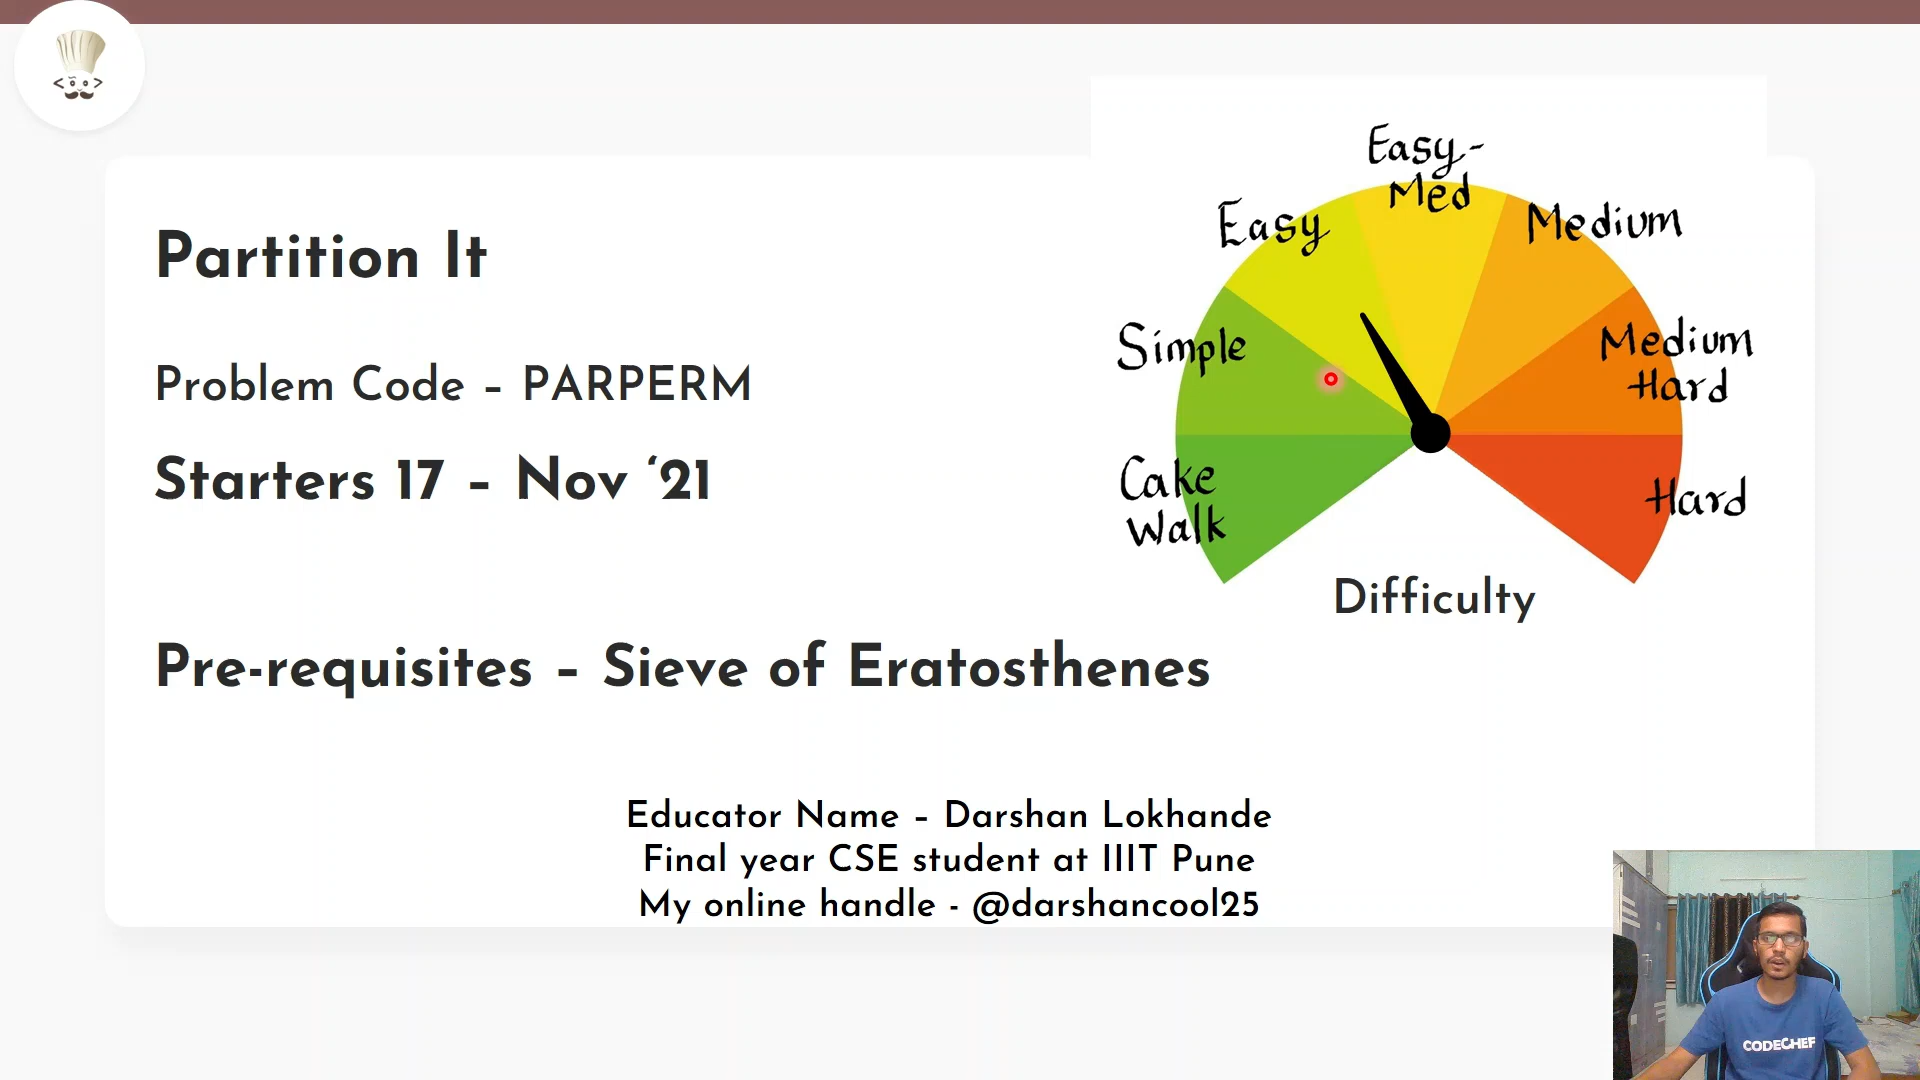 Partition It
Problem Code – PARPERM
Starters 17 – Nov ‘21
Pre-requisites – Sieve of Eratosthenes
Easy-
Med
Easy
Medium
Simple
Medium
Hard
Cake
Walk
Hard
Difficulty
Educator Name – Darshan Lokhande
Final year CSE student at IIIT Pune
My online handle - @darshancool25
CODECHEF